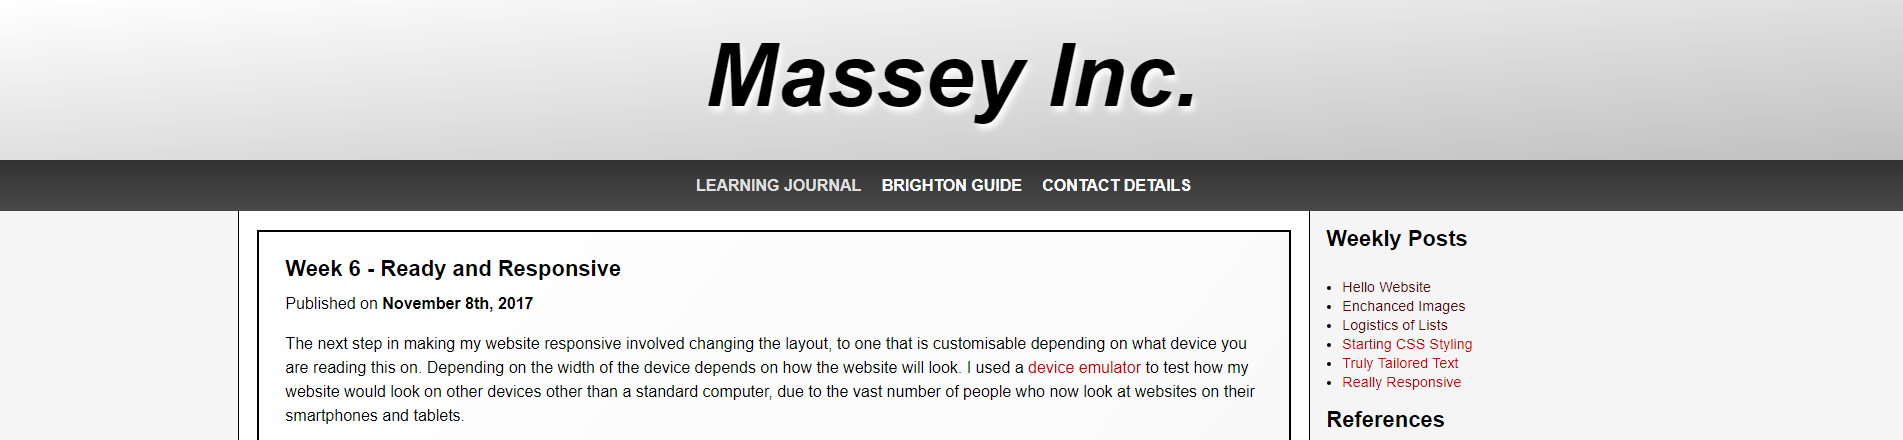 Massey Inc.
LEARNING JOURNAL BRIGHTON GUIDE CONTACT DETAILS
Week 6 - Ready and Responsive
Published on November 8th, 2017
The next step in making my website responsive involved changing the layout, to one that is customisable depending on what device you
are reading this on. Depending on the width of the device depends on how the website will look. I used a device emulator to test how my
website would look on other devices other than a standard computer, due to the vast number of people who now look at websites on their
smartphones and tablets.
Weekly Posts
Hello Website
Enchanced Images
Logistics of Lists
Starting CSS Styling
Truly Tailored Text
Really Responsive
References